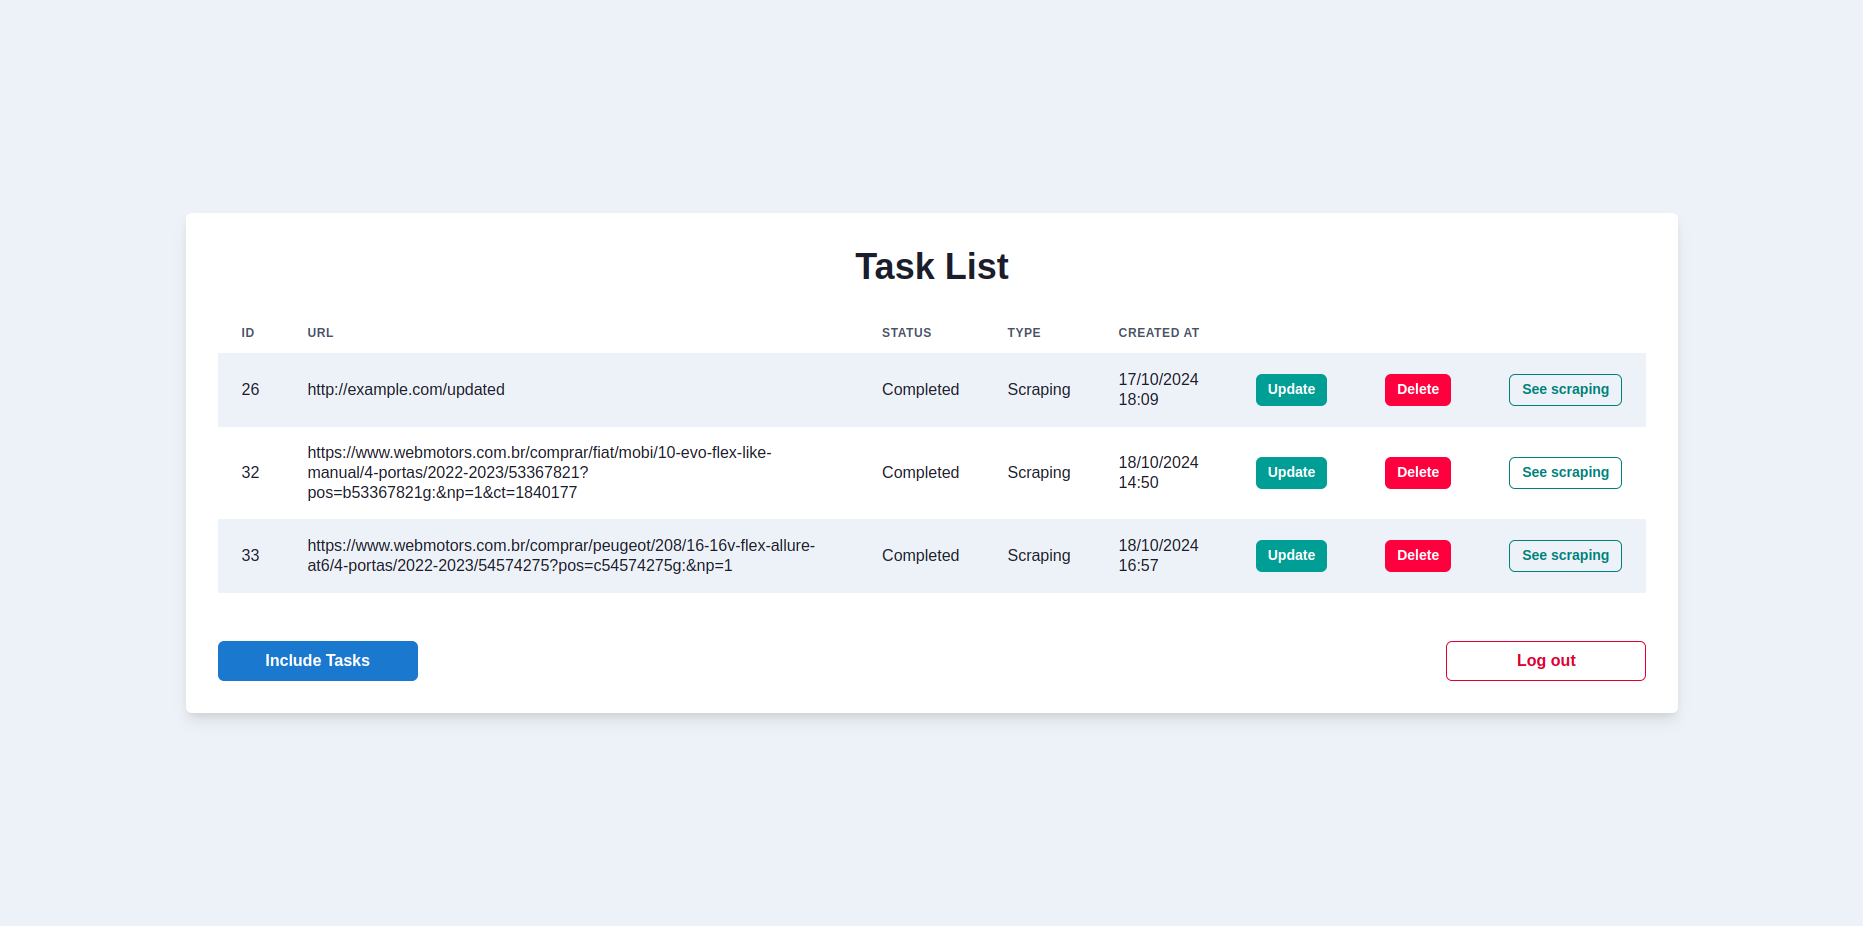 Task List
ID URL STATUS TYPE CREATED AT
26 http://example.com/updated Completed Scraping 17/10/2024 18:09 Update Delete See scraping
32 https://www.webmotors.com.br/comprar/fiat/mobi/10-evo-flex-like-
manual/4-portas/2022-2023/53367821?
pos=b53367821g:&np=1&ct=1840177 Completed Scraping 18/10/2024 14:50 Update Delete See scraping
33 https://www.webmotors.com.br/comprar/peugeot/208/16-16v-flex-allure-
at6/4-portas/2022-2023/54574275?pos=c54574275g:&np=1 Completed Scraping 18/10/2024 16:57 Update Delete See scraping
Include Tasks Log out